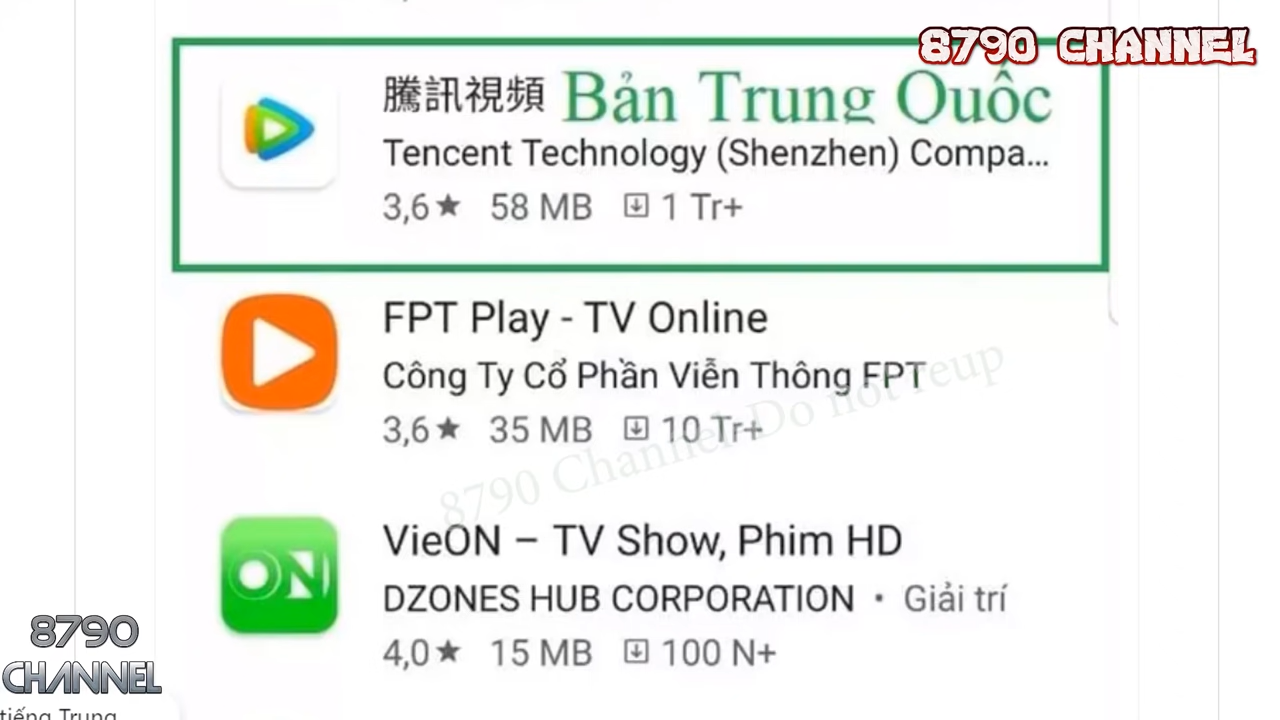 8790 CHANNEL
騰訊視頻 Bản Trung Quốc
Tencent Technology (Shenzhen) Compa...
3,6★ 58 MB 1 Tr+
FPT Play - TV Online
Công Ty Cổ Phần Viễn Thông FPT
3,6★ 35 MB 10 Tr+
8790 Channel Do not reup
ON
VieON – TV Show, Phim HD
DZONES HUB CORPORATION • Giải trí
4,0★ 15 MB 100 N+
8790
CHANNEL
tiếng Trung